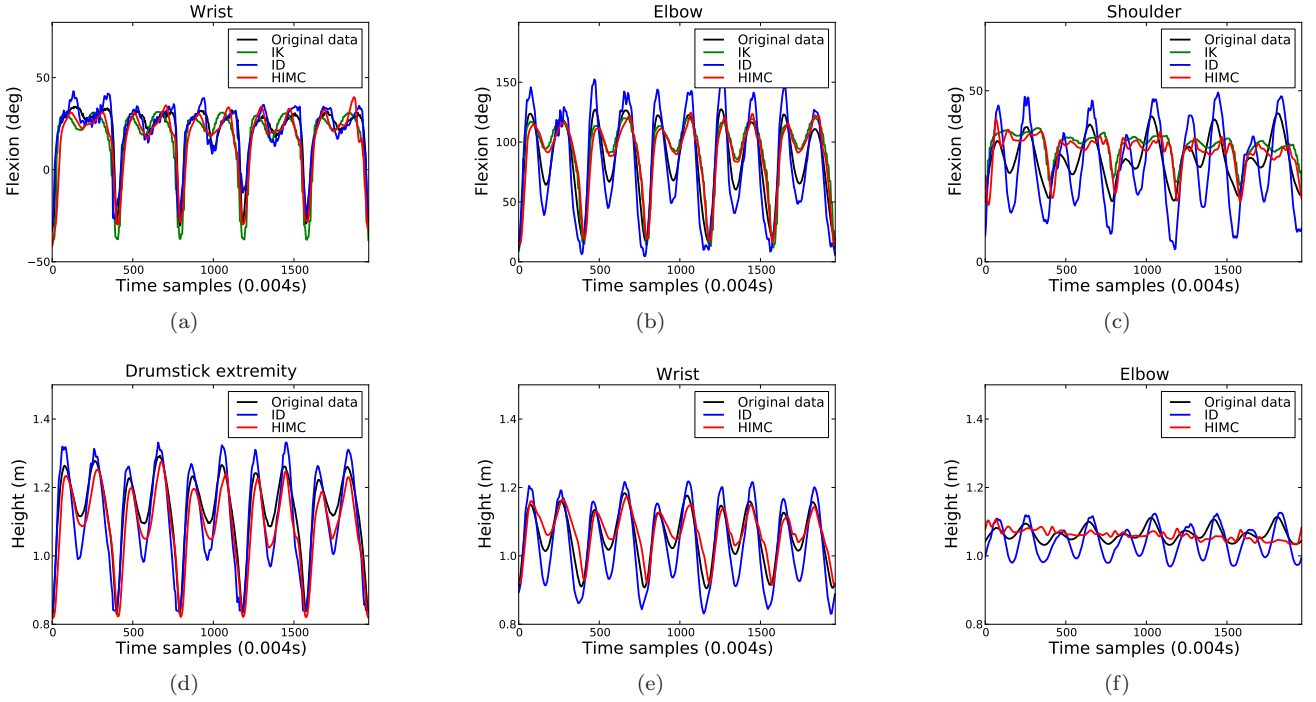 Wrist
Original data
IK
ID
HIMC
50
0
−50
Flexion (deg)
0
500
1000
1500
Time samples (0.004s)
(a)
Elbow
Original data
IK
ID
HIMC
150
100
50
0
Flexion (deg)
0
500
1000
1500
Time samples (0.004s)
(b)
Shoulder
Original data
IK
ID
HIMC
50
0
Flexion (deg)
0
500
1000
1500
Time samples (0.004s)
(c)
Drumstick extremity
Original data
ID
HIMC
1.4
1.2
1.0
0.8
Height (m)
0
500
1000
1500
Time samples (0.004s)
(d)
Wrist
Original data
ID
HIMC
1.4
1.2
1.0
0.8
Height (m)
0
500
1000
1500
Time samples (0.004s)
(e)
Elbow
Original data
ID
HIMC
1.4
1.2
1.0
0.8
Height (m)
0
500
1000
1500
Time samples (0.004s)
(f)